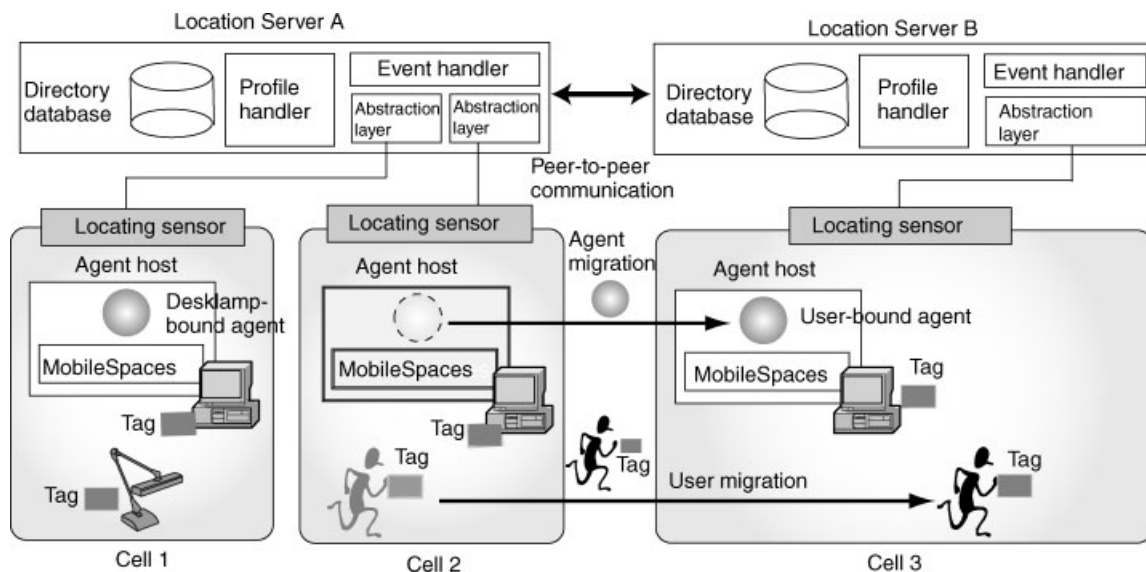 Location Server A
Directory
database
Profile
handler
Event handler
Abstraction
layer
Abstraction
layer
Location Server B
Directory
database
Profile
handler
Event handler
Abstraction
layer
Peer-to-peer
communication
Locating sensor
Agent host
Desklamp-
bound agent
MobileSpaces
Tag
Tag
Cell 1
Locating sensor
Agent host
MobileSpaces
Tag
Tag
Cell 2
Agent
migration
Tag
User migration
Locating sensor
Agent host
User-bound agent
MobileSpaces
Tag
Tag
Cell 3